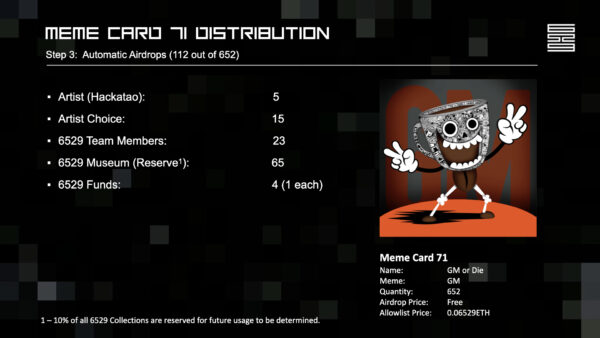 MEME CARD 71 DISTRIBUTION
Step 3: Automatic Airdrops (112 out of 652)
• Artist (Hackatao): 5
• Artist Choice: 15
• 6529 Team Members: 23
• 6529 Museum (Reserve¹): 65
• 6529 Funds: 4 (1 each)
GM
Meme Card 71
Name: GM or Die
Meme: GM
Quantity: 652
Airdrop Price: Free
Allowlist Price: 0.06529ETH
1 – 10% of all 6529 Collections are reserved for future usage to be determined.